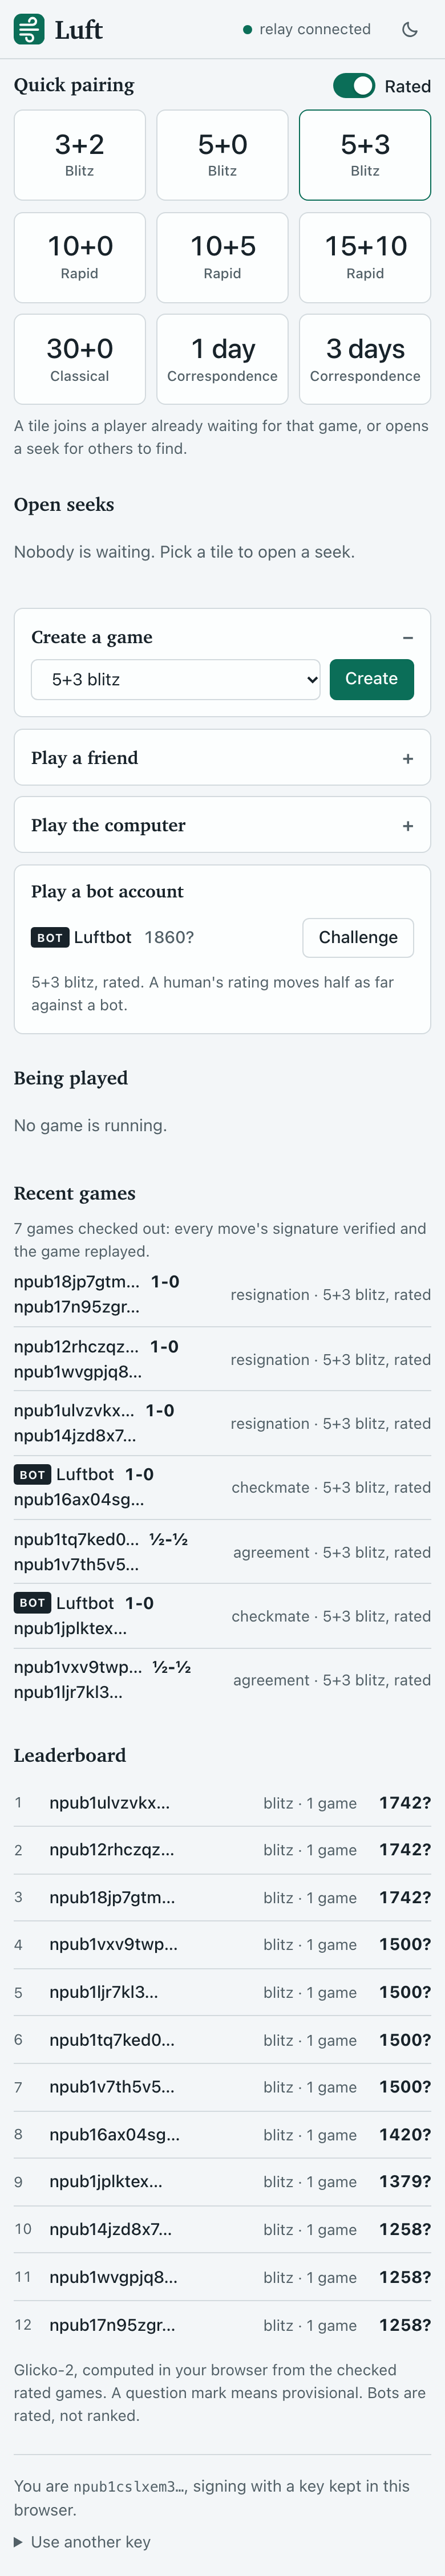 Luft
relay connected
Quick pairing
Rated
3+2
Blitz
5+0
Blitz
5+3
Blitz
10+0
Rapid
10+5
Rapid
15+10
Rapid
30+0
Classical
1 day
Correspondence
3 days
Correspondence
A tile joins a player already waiting for that game, or opens
a seek for others to find.
Open seeks
Nobody is waiting. Pick a tile to open a seek.
Create a game −
5+3 blitz
Create
Play a friend +
Play the computer +
Play a bot account
BOT Luftbot 1860?
Challenge
5+3 blitz, rated. A human's rating moves half as far
against a bot.
Being played
No game is running.
Recent games
7 games checked out: every move's signature verified and
the game replayed.
npub18jp7gtm… 1-0
npub17n95zgr…
resignation · 5+3 blitz, rated
npub12rhczqz… 1-0
npub1wvgpjq8…
resignation · 5+3 blitz, rated
npub1ulvzvkx… 1-0
npub14jzd8x7…
resignation · 5+3 blitz, rated
BOT Luftbot 1-0
npub16ax04sg…
checkmate · 5+3 blitz, rated
npub1tq7ked0… ½-½
npub1v7th5v5…
agreement · 5+3 blitz, rated
BOT Luftbot 1-0
npub1jplktex…
checkmate · 5+3 blitz, rated
npub1vxv9twp… ½-½
npub1ljr7kl3…
agreement · 5+3 blitz, rated
Leaderboard
1 npub1ulvzvkx… blitz · 1 game 1742?
2 npub12rhczqz… blitz · 1 game 1742?
3 npub18jp7gtm… blitz · 1 game 1742?
4 npub1vxv9twp… blitz · 1 game 1500?
5 npub1ljr7kl3… blitz · 1 game 1500?
6 npub1tq7ked0… blitz · 1 game 1500?
7 npub1v7th5v5… blitz · 1 game 1500?
8 npub16ax04sg… blitz · 1 game 1420?
9 npub1jplktex… blitz · 1 game 1379?
10 npub14jzd8x7… blitz · 1 game 1258?
11 npub1wvgpjq8… blitz · 1 game 1258?
12 npub17n95zgr… blitz · 1 game 1258?
Glicko-2, computed in your browser from the checked
rated games. A question mark means provisional. Bots are
rated, not ranked.
You are npub1cslxem3…, signing with a key kept in this
browser.
Use another key